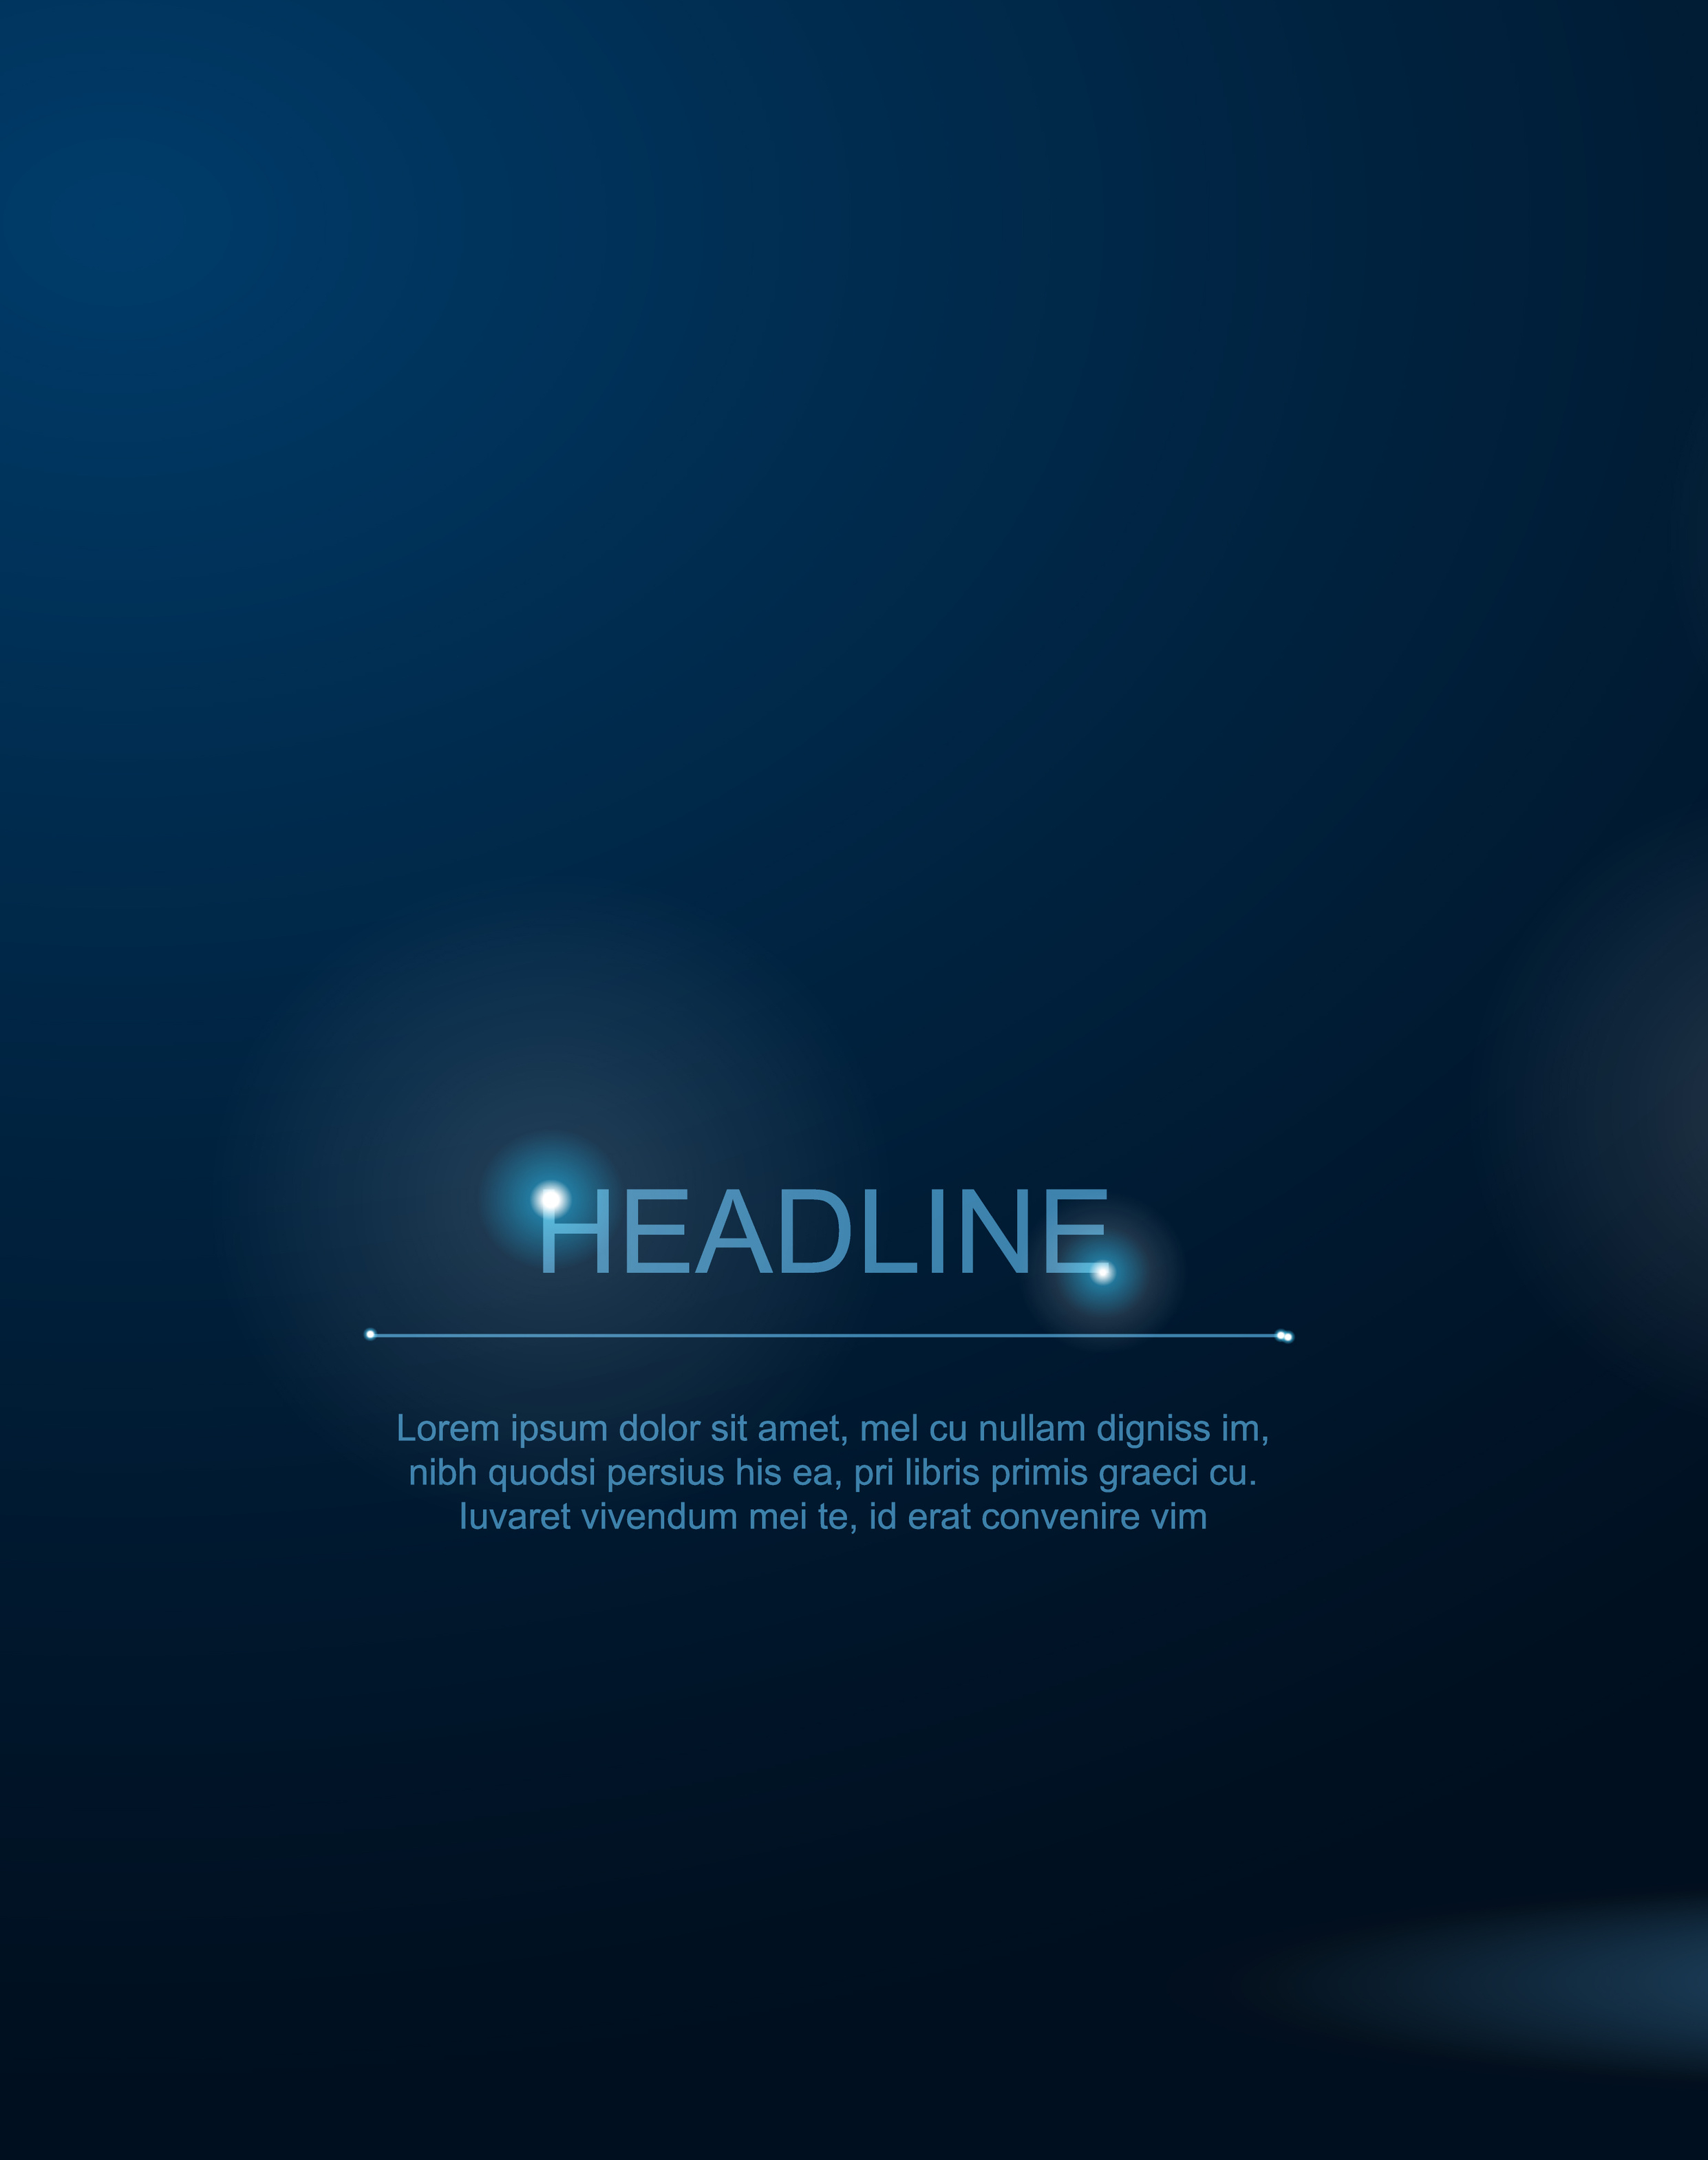 HEADLINE
Lorem ipsum dolor sit amet, mel cu nullam digniss im,
nibh quodsi persius his ea, pri libris primis graeci cu.
Iuvaret vivendum mei te, id erat convenire vim